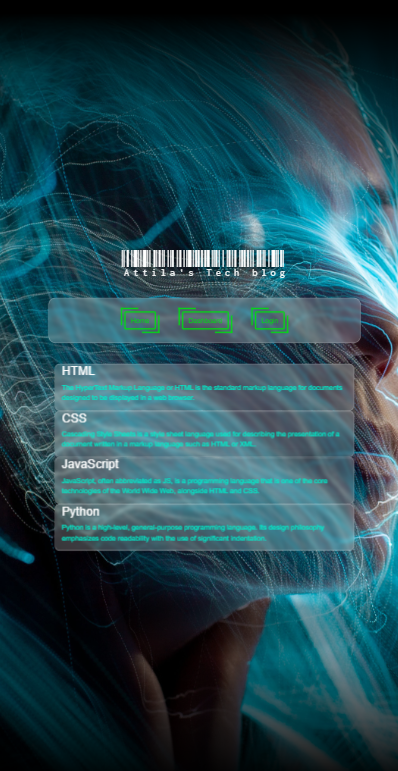 Attila's Tech blog
Home
Dashboard
Login
HTML
The HyperText Markup Language or HTML is the standard markup language for documents
designed to be displayed in a web browser.
CSS
Cascading Style Sheets is a style sheet language used for describing the presentation of a
document written in a markup language such as HTML or XML.
JavaScript
JavaScript, often abbreviated as JS, is a programming language that is one of the core
technologies of the World Wide Web, alongside HTML and CSS.
Python
Python is a high-level, general-purpose programming language. Its design philosophy
emphasizes code readability with the use of significant indentation.